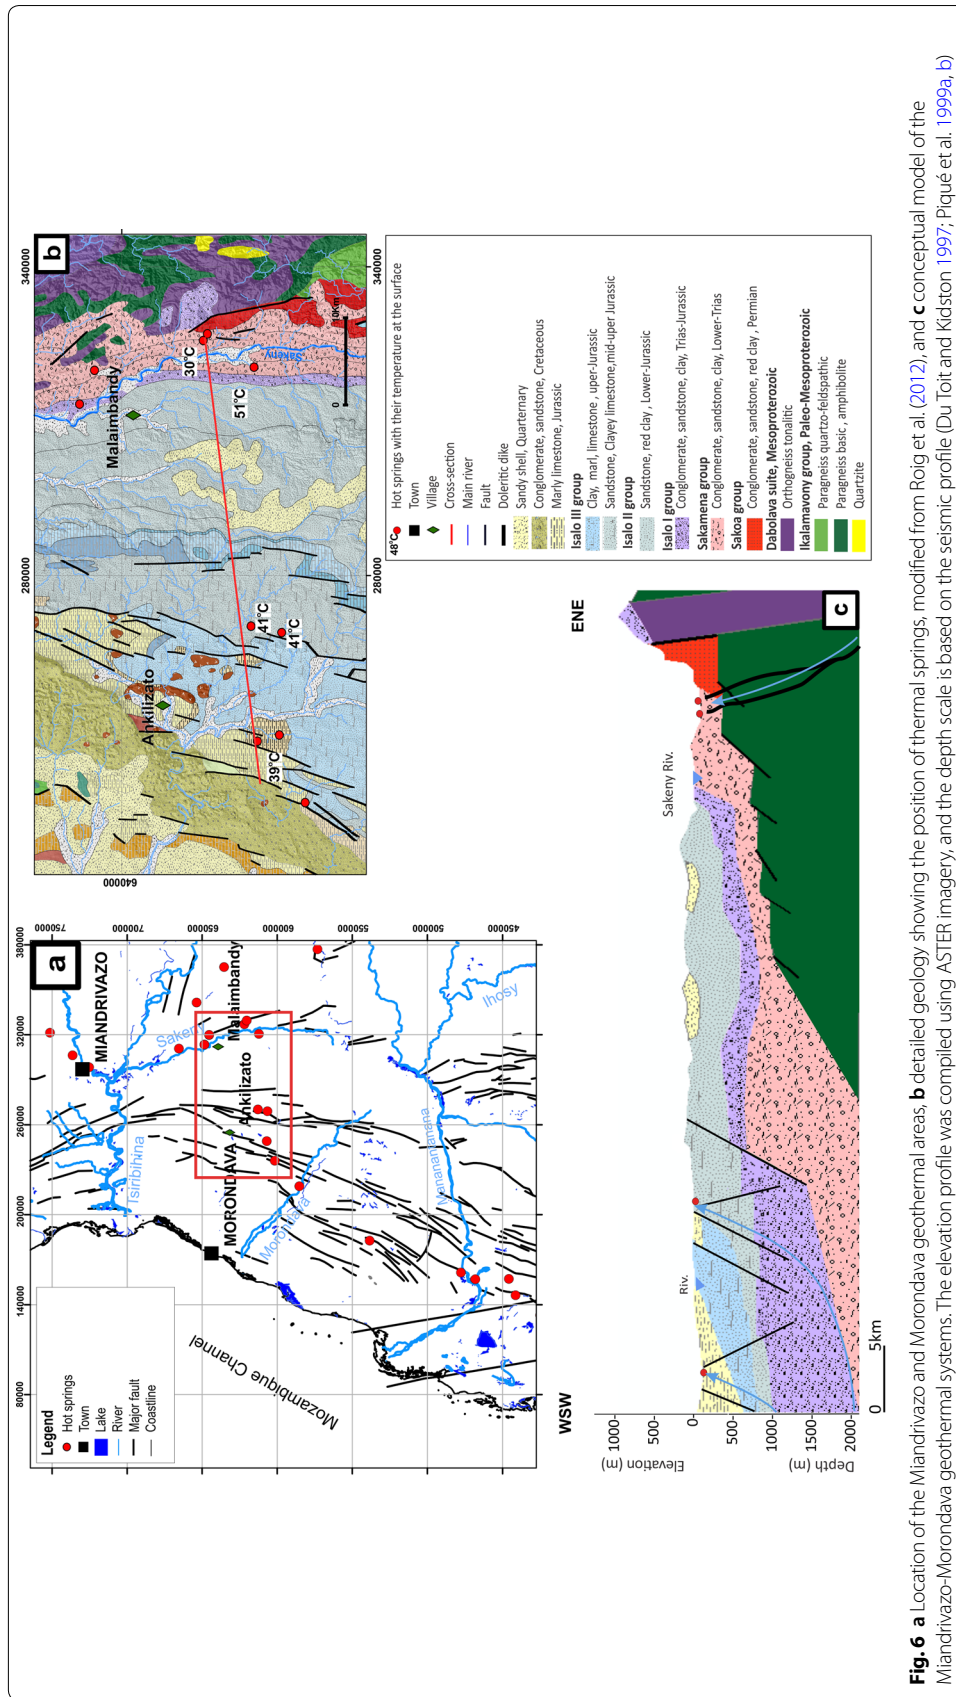 a
Legend
Hot springs
Town
Lake
River
Major fault
Coastline
MIANDRIVAZO
Tsiribihina
Sakeny
Malaimbandy
Ankilizato
MORONDAVA
Morondava
Mananantanana
Ihosy
Mozambique Channel
80000
140000
200000
260000
320000
380000
750000
700000
650000
600000
550000
500000
450000
b
Malaimbandy
Ankilizato
Sakeny
30°C
51°C
41°C
41°C
39°C
0
10Km
640000
280000
340000
48°C Hot springs with their temperature at the surface
Town
Village
Cross-section
Main river
Fault
Doleritic dike
Sandy shell, Quarternary
Conglomerate, sandstone, Cretaceous
Marly limestone, Jurassic
Isalo III group
Clay, marl, limestone , upper-Jurassic
Sandstone, Clayey limestone,mid-upper Jurassic
Isalo II group
Sandstone, red clay , Lower-Jurassic
Isalo I group
Conglomerate, sandstone, clay, Trias-Jurassic
Sakamena group
Conglomerate, sandstone, clay, Lower-Trias
Sakoa group
Conglomerate, sandstone, red clay , Permian
Dabolava suite, Mesoproterozoic
Orthogneiss tonalitic
Ikalamavony group, Paleo-Mesoproterozoic
Paragneiss quartzo-feldspathic
Paragneiss basic , amphibolite
Quartzite
WSW
ENE
c
Elevation (m)
Depth (m)
1000
500
0
500
1000
1500
2000
Riv.
Sakeny Riv.
0
5km
Fig. 6 a Location of the Miandrivazo and Morondava geothermal areas, b detailed geology showing the position of thermal springs, modified from Roig et al. (2012), and c conceptual model of the
Miandrivazo-Morondava geothermal systems. The elevation profile was compiled using ASTER imagery, and the depth scale is based on the seismic profile (Du Toit and Kidston 1997; Piqué et al. 1999a, b)